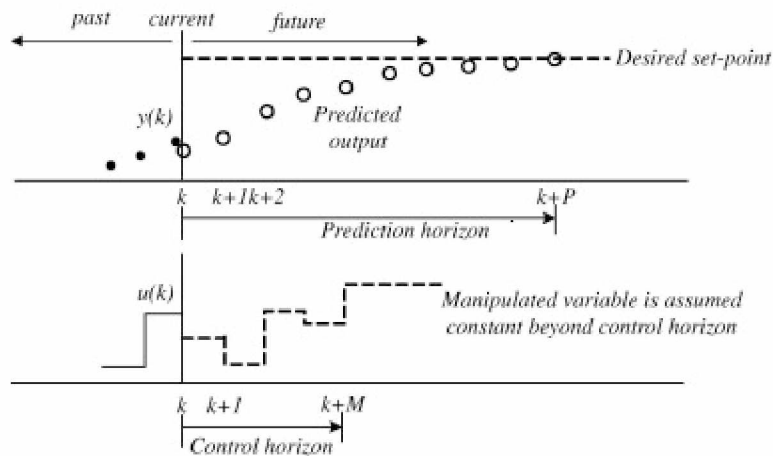 past current future
Desired set-point
y(k)
Predicted
output
k k+1 k+2 k+P
Prediction horizon
u(k)
Manipulated variable is assumed
constant beyond control horizon
k k+1 k+M
Control horizon